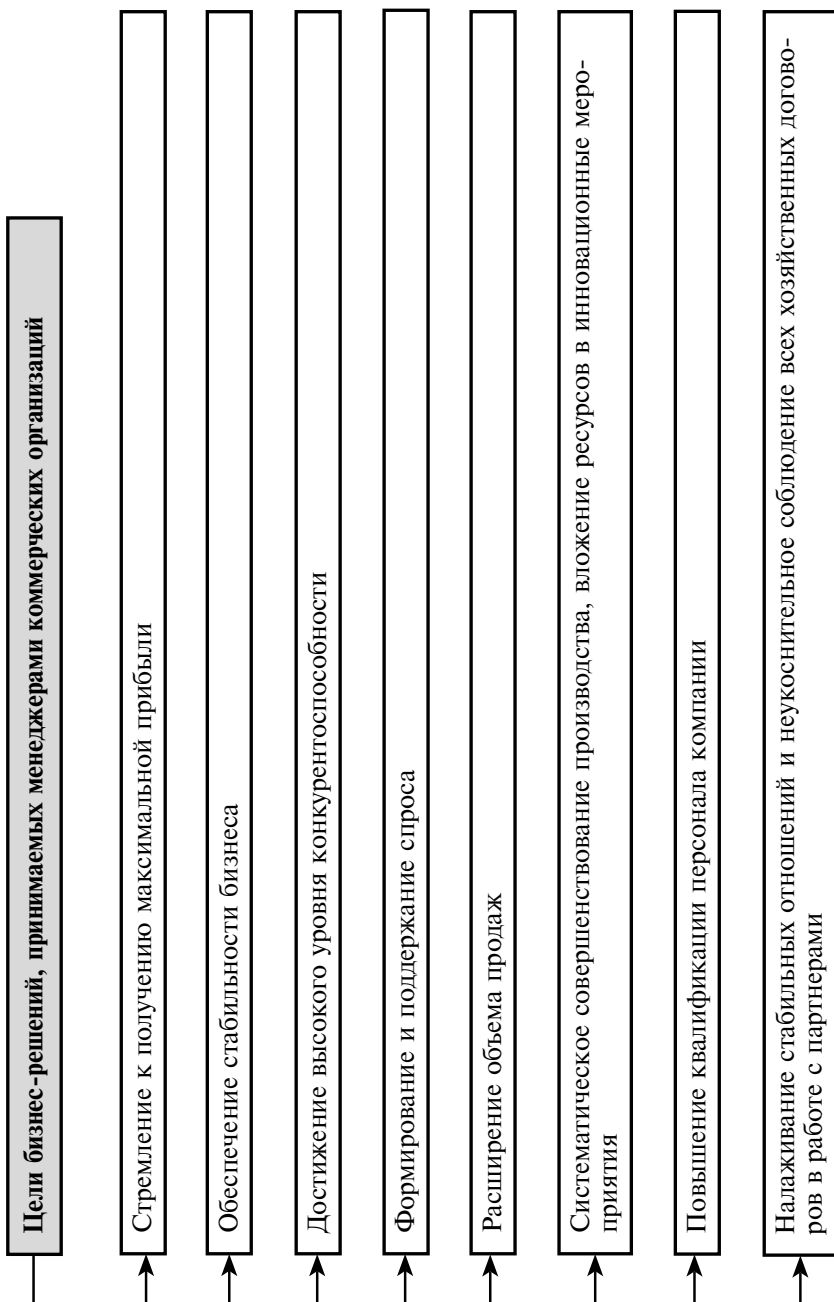 Цели бизнес-решений, принимаемых менеджерами коммерческих организаций
Стремление к получению максимальной прибыли
Обеспечение стабильности бизнеса
Достижение высокого уровня конкурентоспособности
Формирование и поддержание спроса
Расширение объема продаж
Систематическое совершенствование производства, вложение ресурсов в инновационные меро-
приятия
Повышение квалификации персонала компании
Налаживание стабильных отношений и неукоснительное соблюдение всех хозяйственных догово-
ров в работе с партнерами